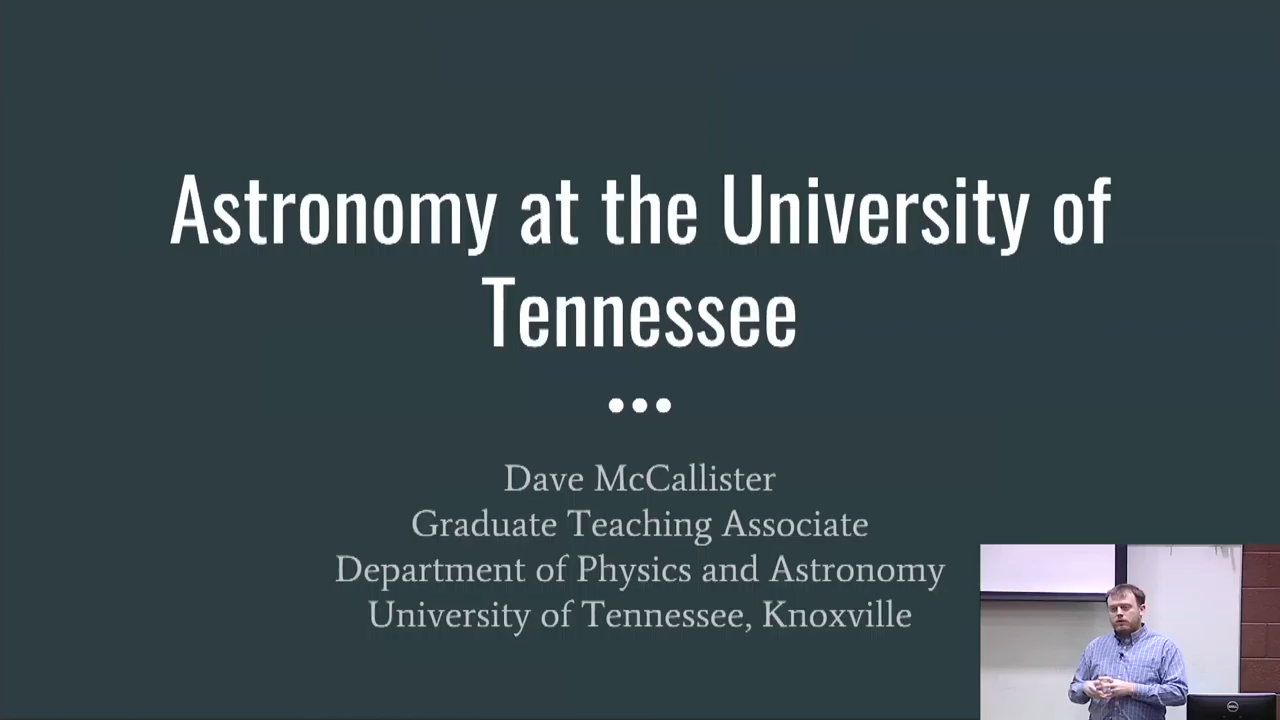 Astronomy at the University of
Tennessee
Dave McCallister
Graduate Teaching Associate
Department of Physics and Astronomy
University of Tennessee, Knoxville
DELL